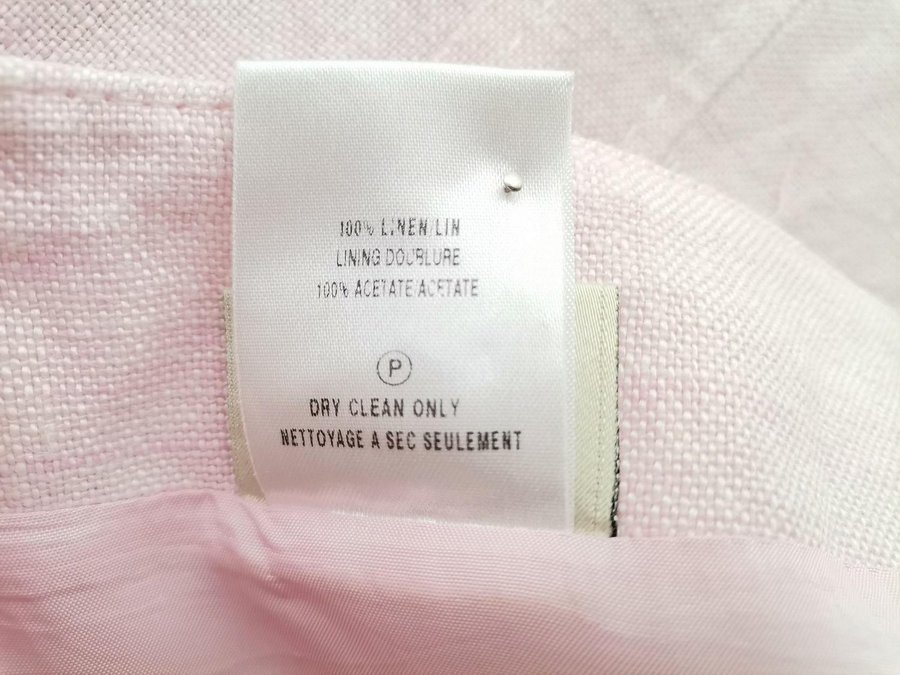 100% LINEN/LIN
LINING DOUBLURE
100% ACETATE/ACETATE
P
DRY CLEAN ONLY
NETTOYAGE A SEC SEULEMENT